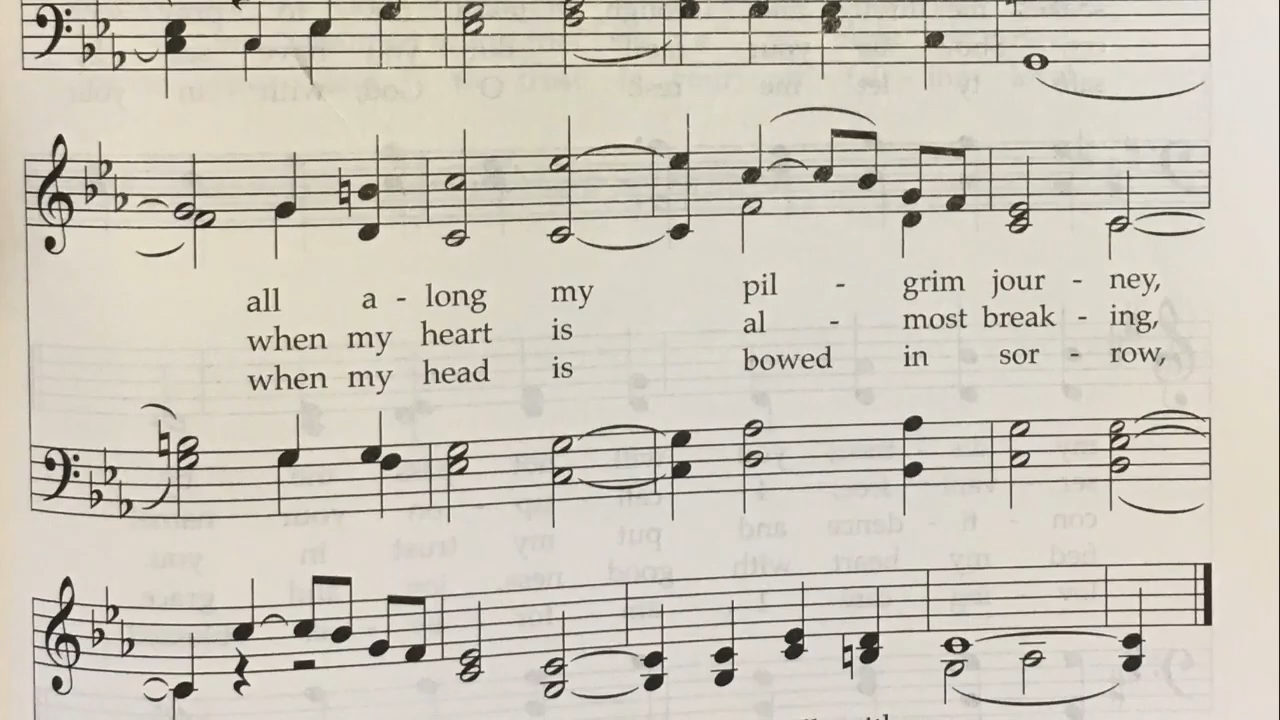 all a - long my pil - grim jour - ney,
when my heart is al - most break - ing,
when my head is bowed in sor - row,